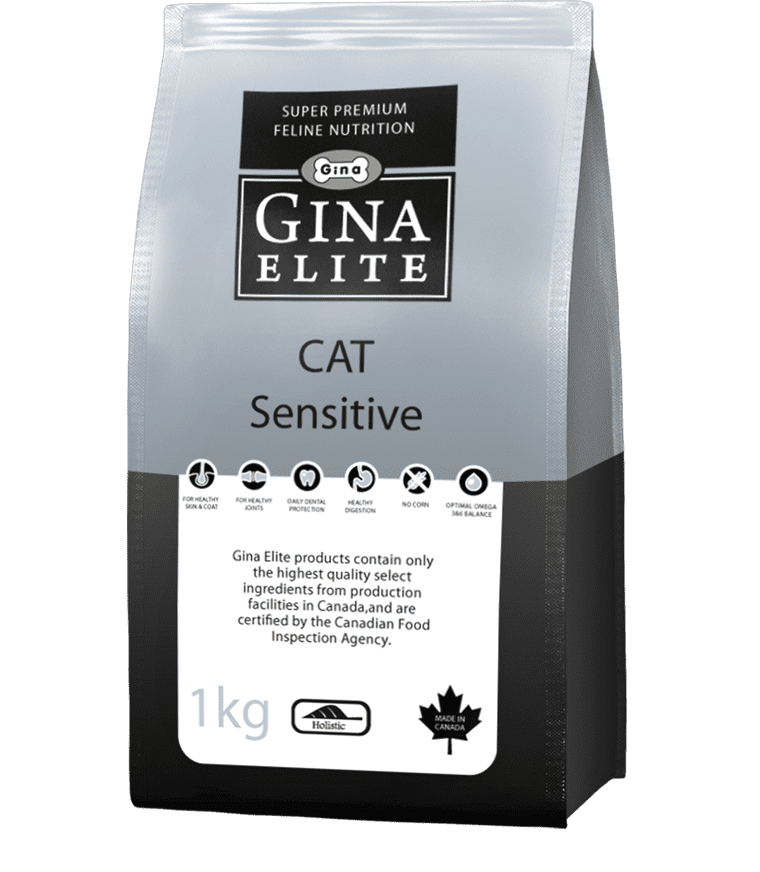 SUPER PREMIUM
FELINE NUTRITION
Gina
GINA
ELITE
CAT
Sensitive
FOR HEALTHY
SKIN & COAT
FOR HEALTHY
JOINTS
DAILY DENTAL
PROTECTION
HEALTHY
DIGESTION
NO CORN
OPTIMAL OMEGA
3&6 BALANCE
Gina Elite products contain only
the highest quality select
ingredients from production
facilities in Canada,and are
certified by the Canadian Food
Inspection Agency.
1kg
Holistic
MADE IN
CANADA